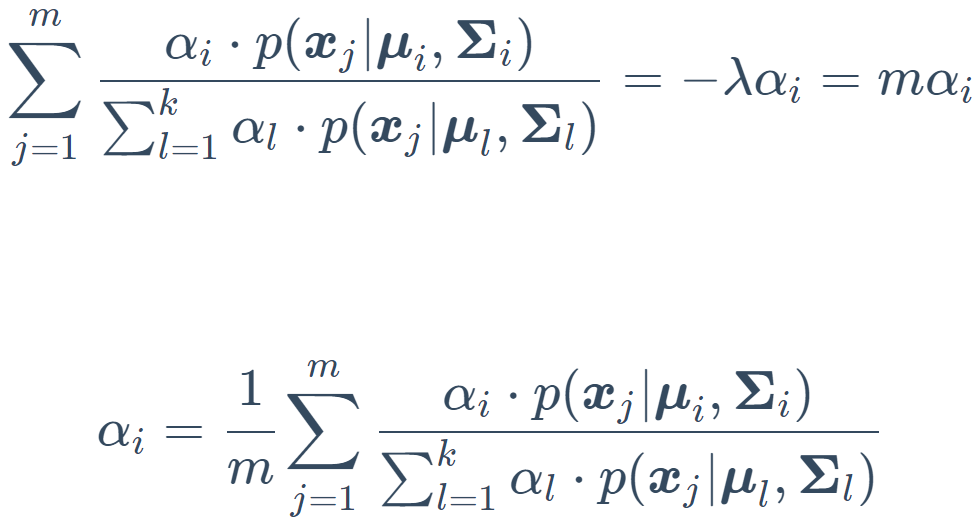 $$\sum_{j=1}^{m} \frac{\alpha_i \cdot p(\boldsymbol{x}_j|\boldsymbol{\mu}_i, \boldsymbol{\Sigma}_i)}{\sum_{l=1}^{k} \alpha_l \cdot p(\boldsymbol{x}_j|\boldsymbol{\mu}_l, \boldsymbol{\Sigma}_l)} = -\lambda\alpha_i = m\alpha_i$$
$$\alpha_i = \frac{1}{m} \sum_{j=1}^{m} \frac{\alpha_i \cdot p(\boldsymbol{x}_j|\boldsymbol{\mu}_i, \boldsymbol{\Sigma}_i)}{\sum_{l=1}^{k} \alpha_l \cdot p(\boldsymbol{x}_j|\boldsymbol{\mu}_l, \boldsymbol{\Sigma}_l)}$$